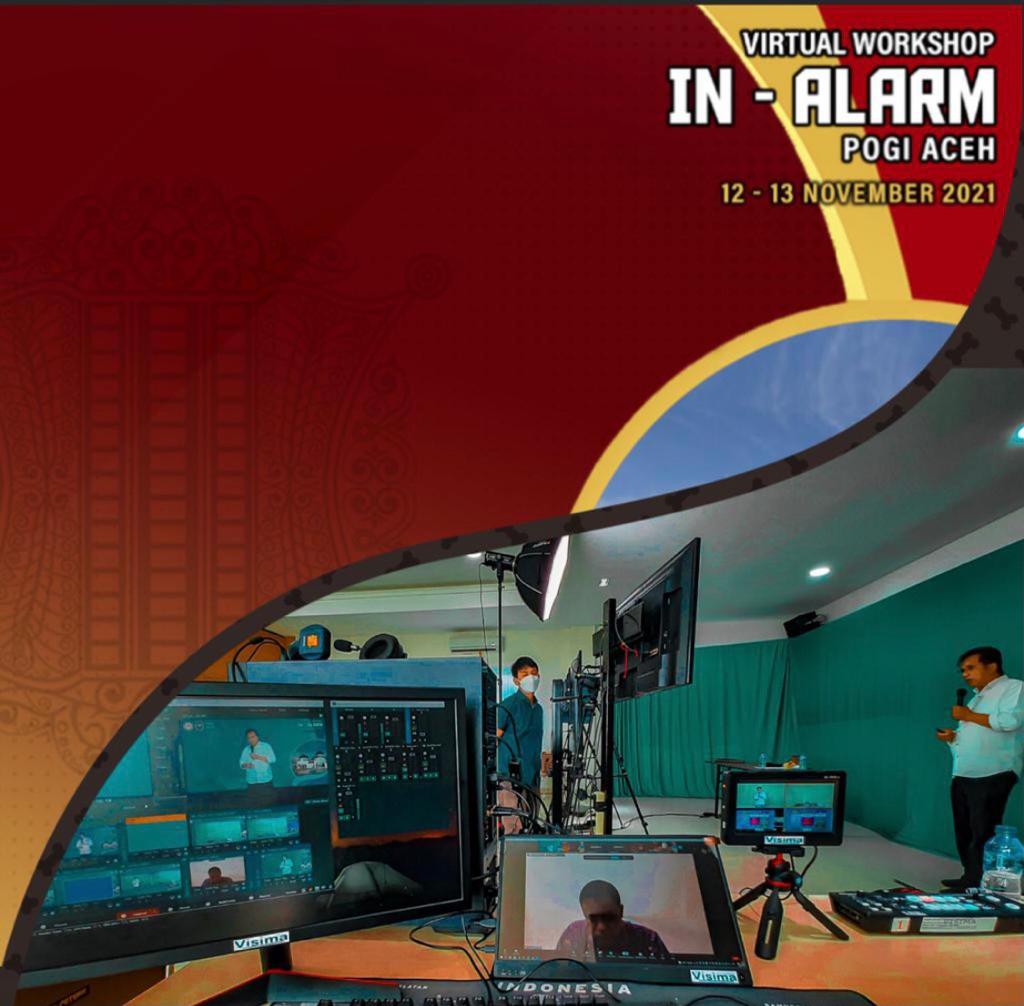 VIRTUAL WORKSHOP
IN - ALARM
POGI ACEH
12 - 13 NOVEMBER 2021
Visima
Visima
Visima
INDONESIA